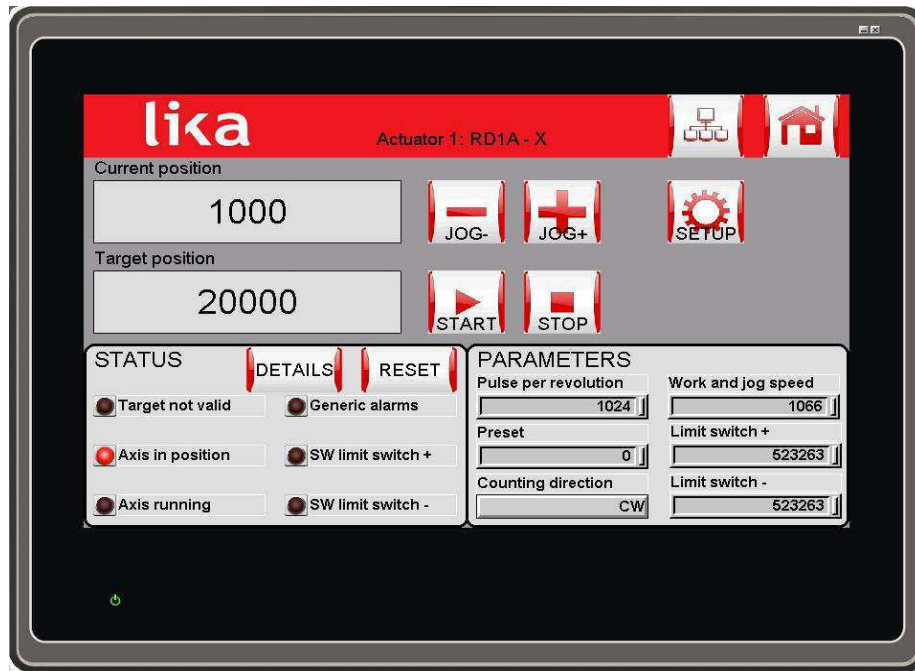 lika
Actuator 1: RD1A - X
Current position
1000
JOG-
JOG+
SETUP
Target position
20000
START
STOP
STATUS
DETAILS
RESET
Target not valid
Generic alarms
Axis in position
SW limit switch +
Axis running
SW limit switch -
PARAMETERS
Pulse per revolution
Work and jog speed
1024
1066
Preset
Limit switch +
0
523263
Counting direction
Limit switch -
CW
523263